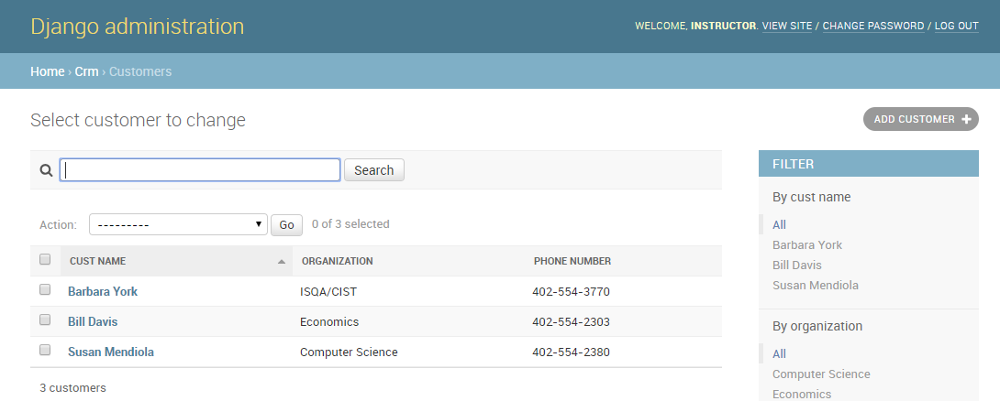 Django administration
WELCOME, INSTRUCTOR. VIEW SITE / CHANGE PASSWORD / LOG OUT
Home › Crm › Customers
Select customer to change
ADD CUSTOMER +
Search
Action: --------- Go 0 of 3 selected
CUST NAME ORGANIZATION PHONE NUMBER
Barbara York ISQA/CIST 402-554-3770
Bill Davis Economics 402-554-2303
Susan Mendiola Computer Science 402-554-2380
3 customers
FILTER
By cust name
All
Barbara York
Bill Davis
Susan Mendiola
By organization
All
Computer Science
Economics